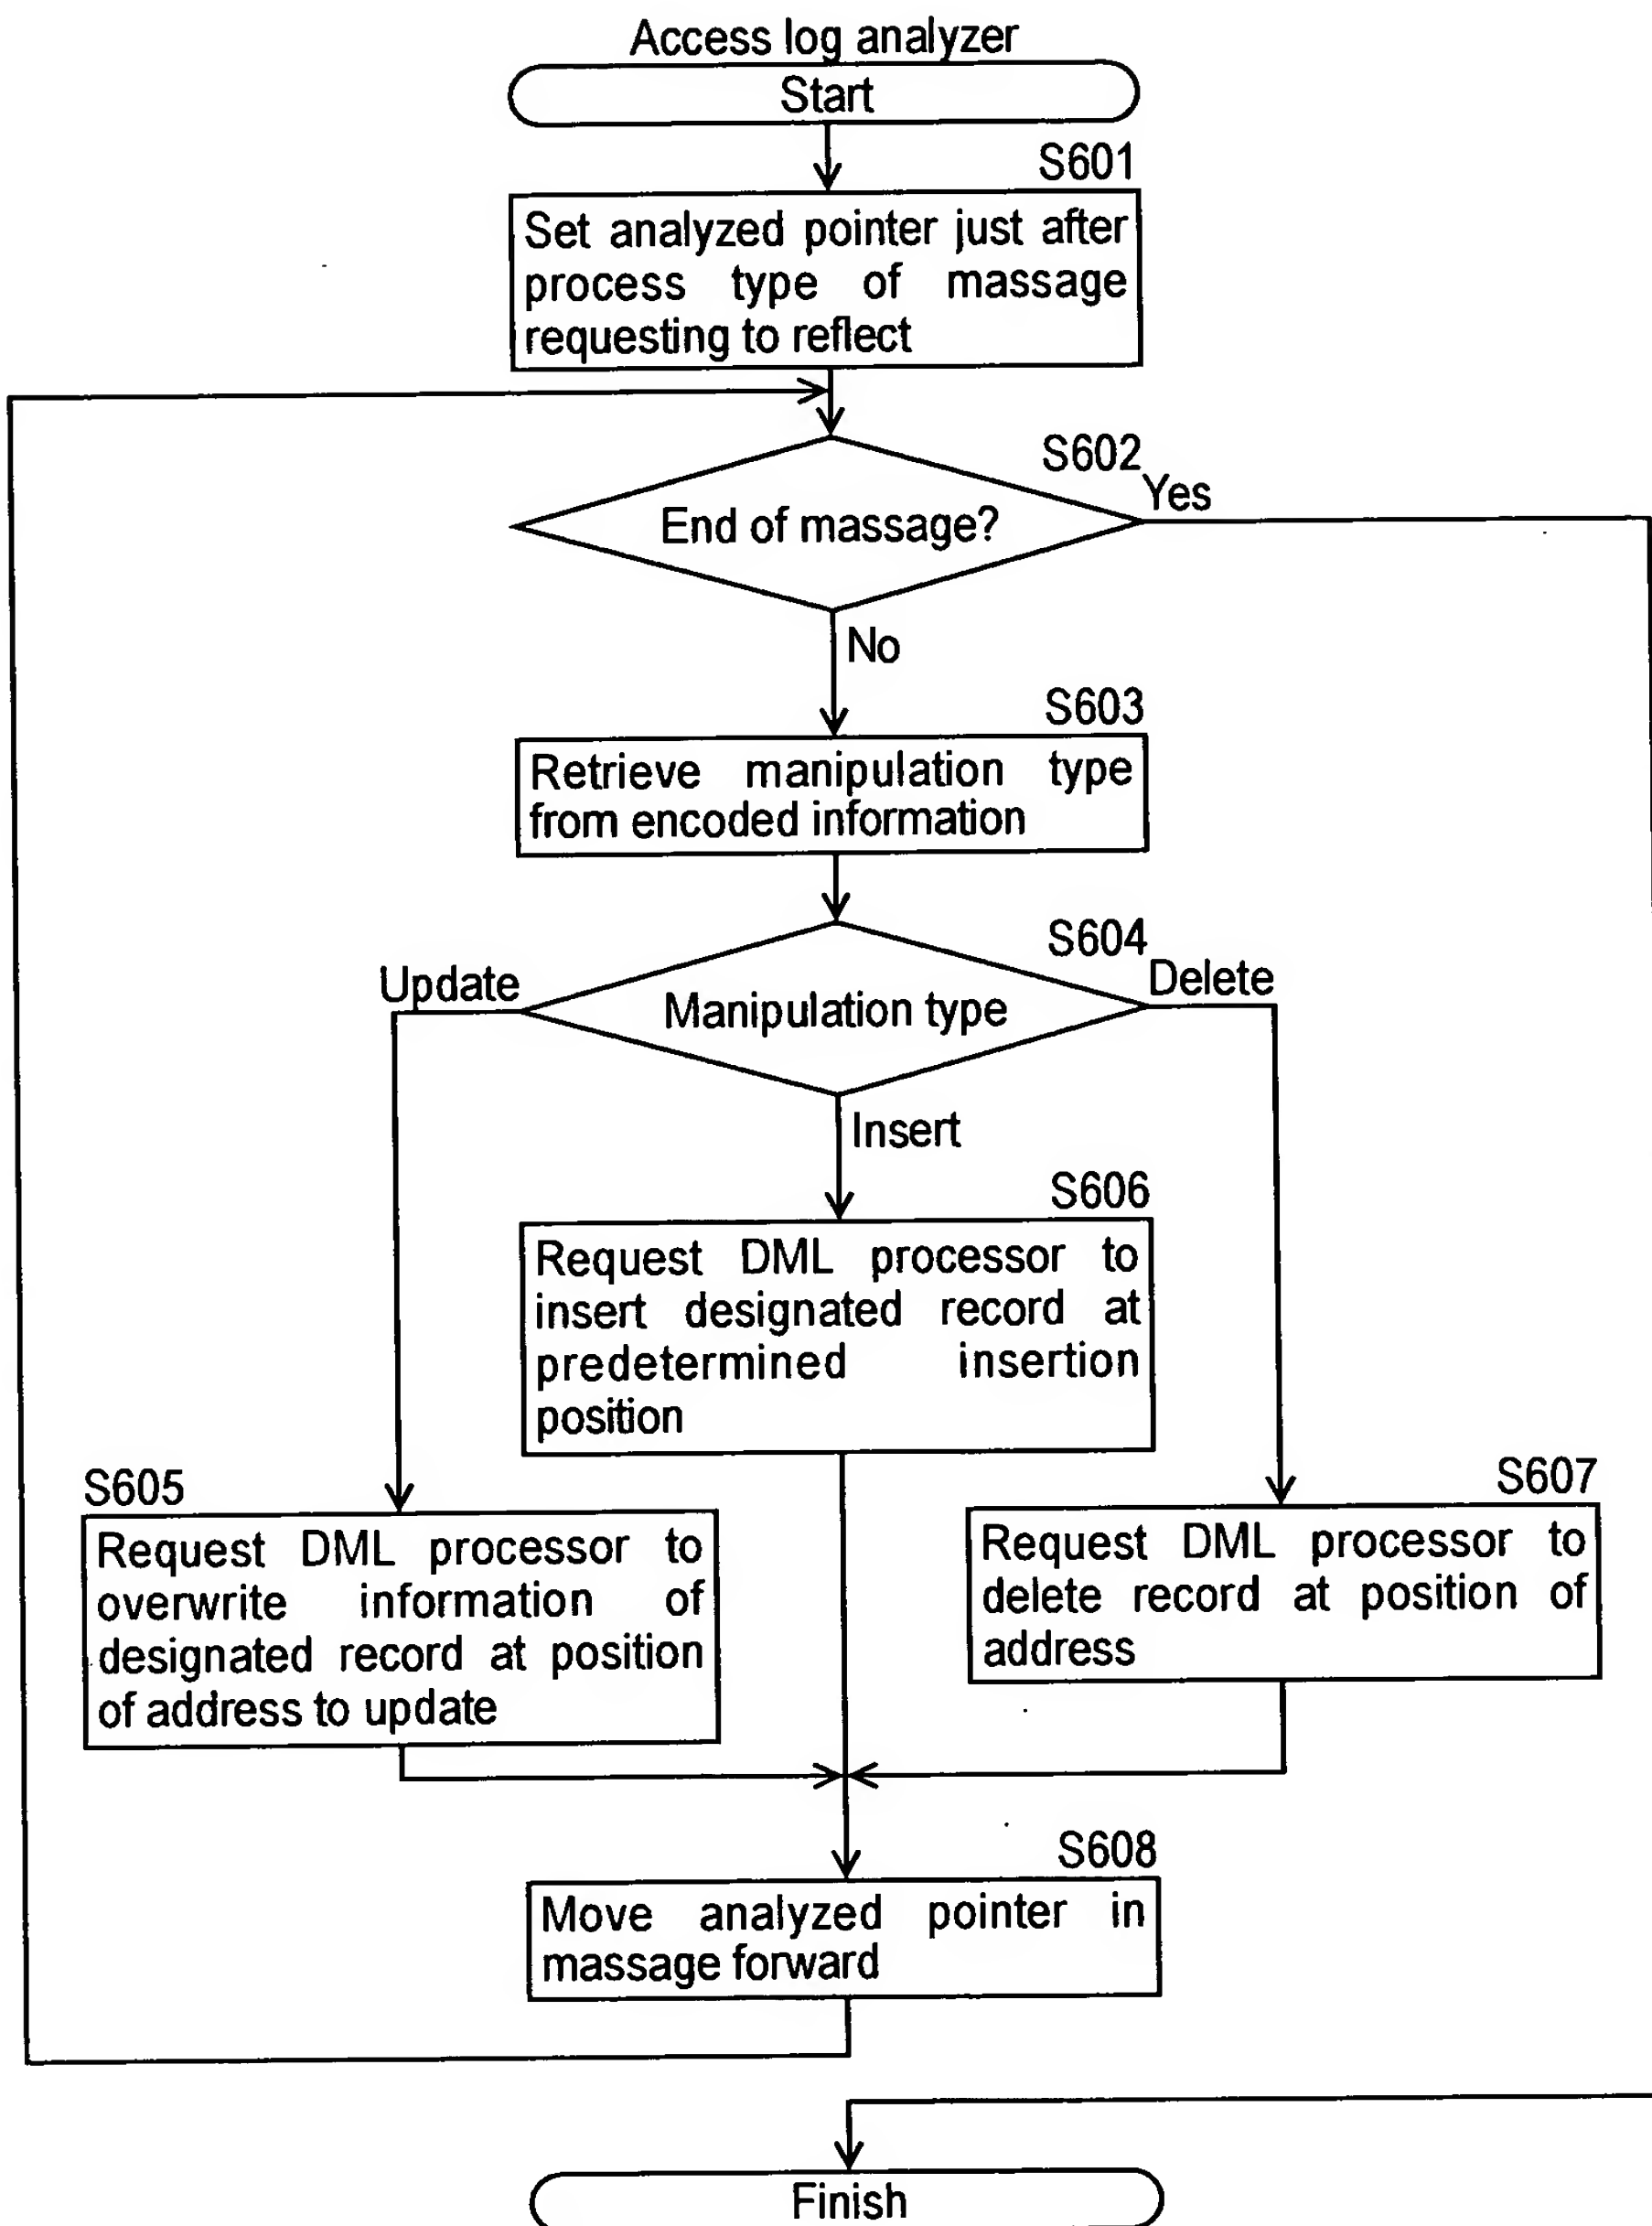 Access log analyzer
Start
S601
Set analyzed pointer just after
process type of massage
requesting to reflect
S602
Yes
End of massage?
No
S603
Retrieve manipulation type
from encoded information
S604
Update
Delete
Manipulation type
Insert
S606
Request DML processor to
insert designated record at
predetermined insertion
position
S605
Request DML processor to
overwrite information of
designated record at position
of address to update
S607
Request DML processor to
delete record at position of
address
S608
Move analyzed pointer in
massage forward
Finish